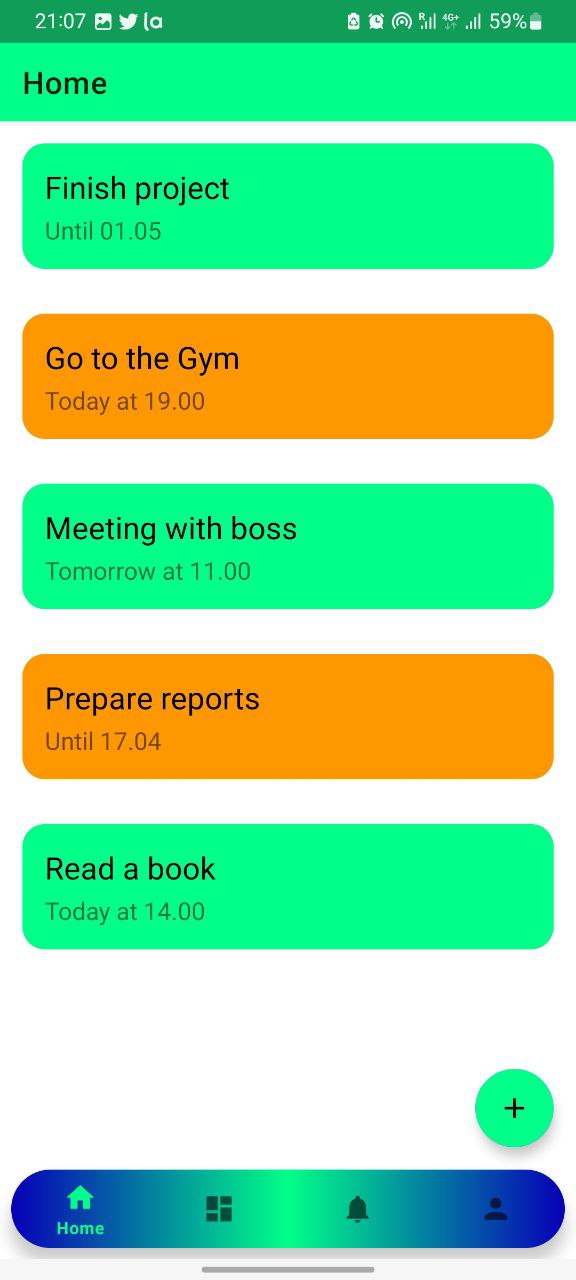 21:07
R 4G+ 59%
Home
Finish project
Until 01.05
Go to the Gym
Today at 19.00
Meeting with boss
Tomorrow at 11.00
Prepare reports
Until 17.04
Read a book
Today at 14.00
+
Home